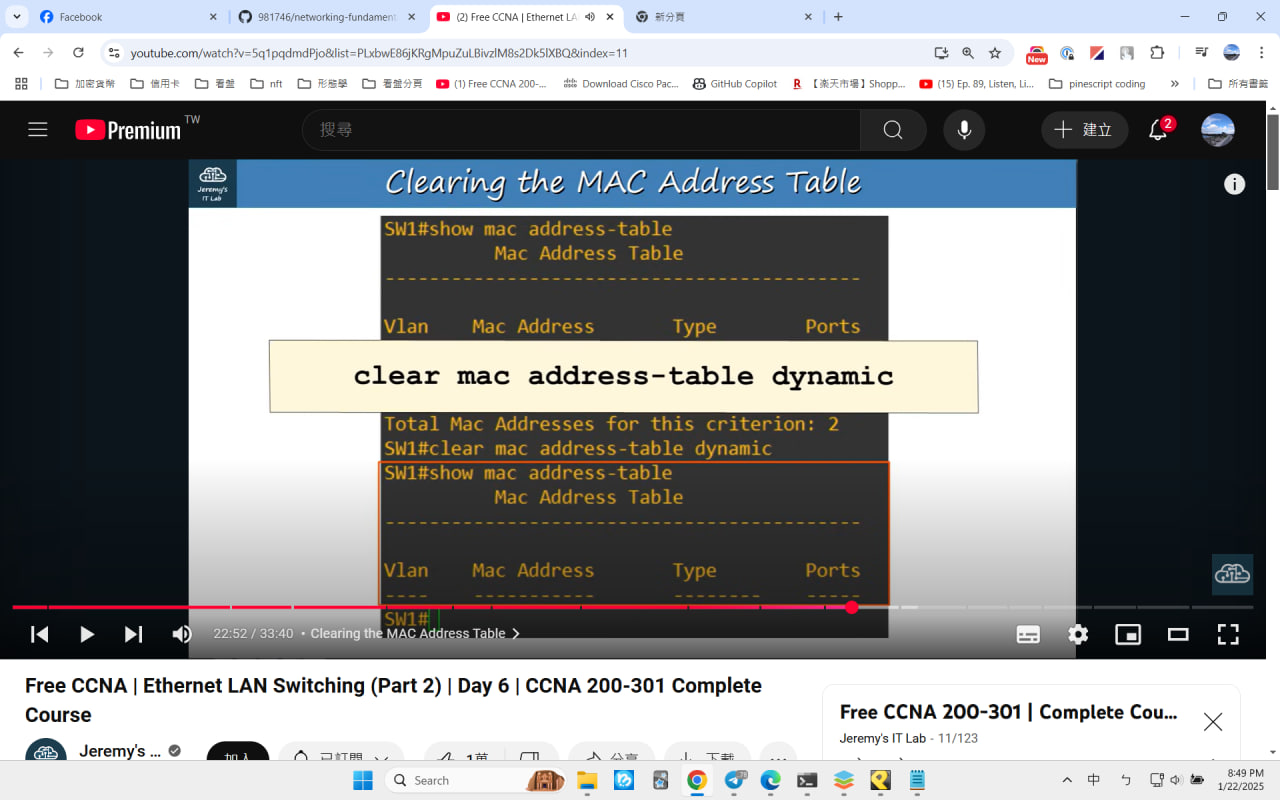 Facebook
981746/networking-fundament
(2) Free CCNA | Ethernet LA
新分頁
youtube.com/watch?v=5q1pqdmdPjo&list=PLxbwE86jKRgMpuZuLBivzlM8s2Dk5lXBQ&index=11
New
加密貨幣
信用卡
看盤
nft
形態學
看盤分頁
(1) Free CCNA 200-...
Download Cisco Pac...
GitHub Copilot
【楽天市場】Shopp...
(15) Ep. 89, Listen, Li...
pinescript coding
所有書籤
Premium TW
搜尋
建立
2
Jeremy's
IT Lab
Clearing the MAC Address Table
SW1#show mac address-table
Mac Address Table
-------------------------------------------
Vlan Mac Address Type Ports
clear mac address-table dynamic
Total Mac Addresses for this criterion: 2
SW1#clear mac address-table dynamic
SW1#show mac address-table
Mac Address Table
-------------------------------------------
Vlan Mac Address Type Ports
---- ----------- -------- -----
SW1#
22:52 / 33:40 • Clearing the MAC Address Table
Free CCNA | Ethernet LAN Switching (Part 2) | Day 6 | CCNA 200-301 Complete
Course
Free CCNA 200-301 | Complete Cou...
Jeremy's IT Lab - 11/123
Jeremy's ...
加入
已訂閱
1萬
分享
下載
Search
中
8:49 PM
1/22/2025